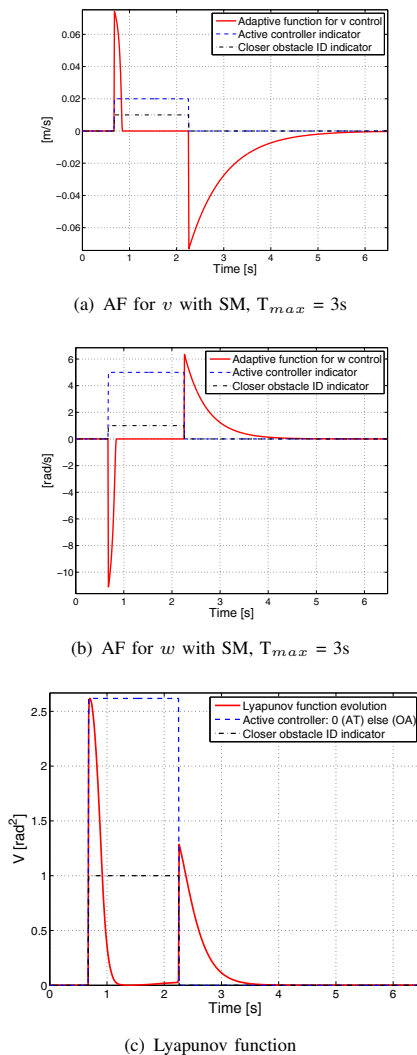 0.06
0.04
0.02
0
−0.02
−0.04
−0.06
[m/s]
Adaptive function for v control
Active controller indicator
Closer obstacle ID indicator
0 1 2 3 4 5 6
Time [s]
(a) AF for v with SM, Tmax = 3s
6
4
2
0
−2
−4
−6
−8
−10
[rad/s]
Adaptive function for w control
Active controller indicator
Closer obstacle ID indicator
0 1 2 3 4 5 6
Time [s]
(b) AF for w with SM, Tmax = 3s
2.5
2
1.5
1
0.5
0
V [rad²]
Lyapunov function evolution
Active controller: 0 (AT) else (OA)
Closer obstacle ID indicator
0 1 2 3 4 5 6
Time [s]
(c) Lyapunov function